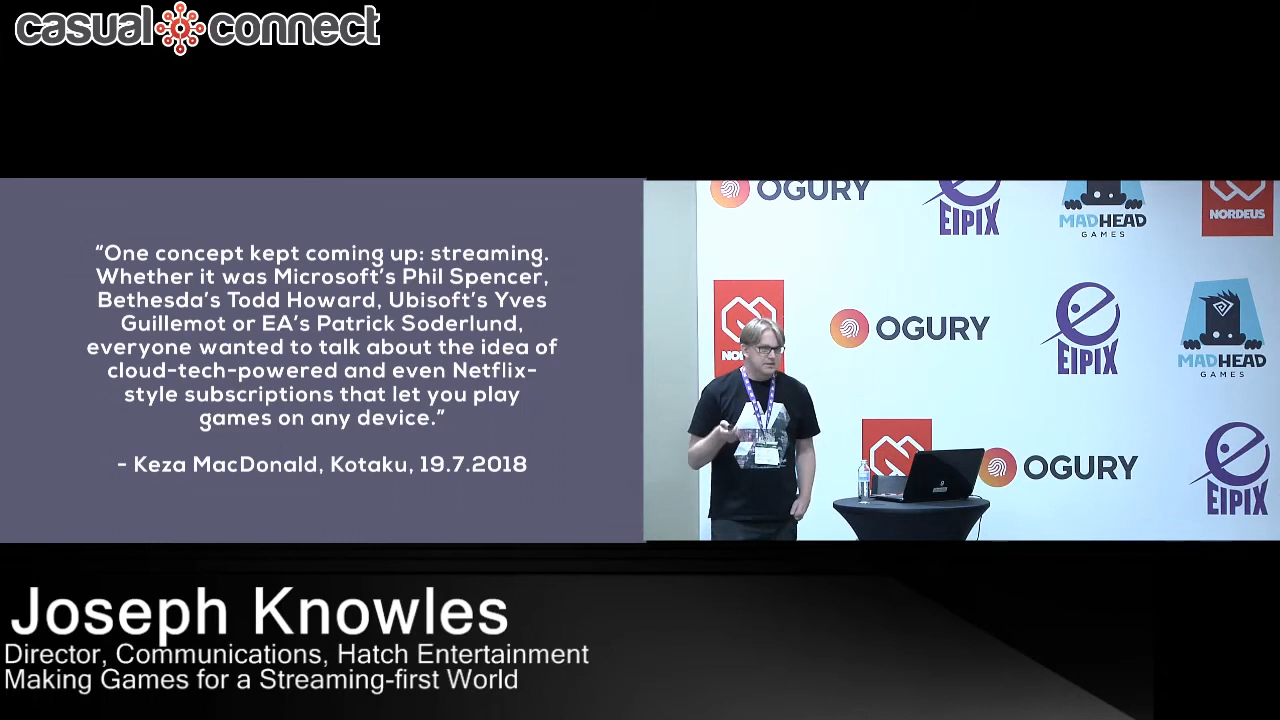 casual connect
“One concept kept coming up: streaming.
Whether it was Microsoft’s Phil Spencer,
Bethesda’s Todd Howard, Ubisoft’s Yves
Guillemot or EA’s Patrick Soderlund,
everyone wanted to talk about the idea of
cloud-tech-powered and even Netflix-
style subscriptions that let you play
games on any device.”
- Keza MacDonald, Kotaku, 19.7.2018
OGURY
EIPIX
MADHEAD
GAMES
NORDEUS
NOR
OGURY
EIPIX
MADHEAD
GAMES
OGURY
EIPIX
Joseph Knowles
Director, Communications, Hatch Entertainment
Making Games for a Streaming-first World